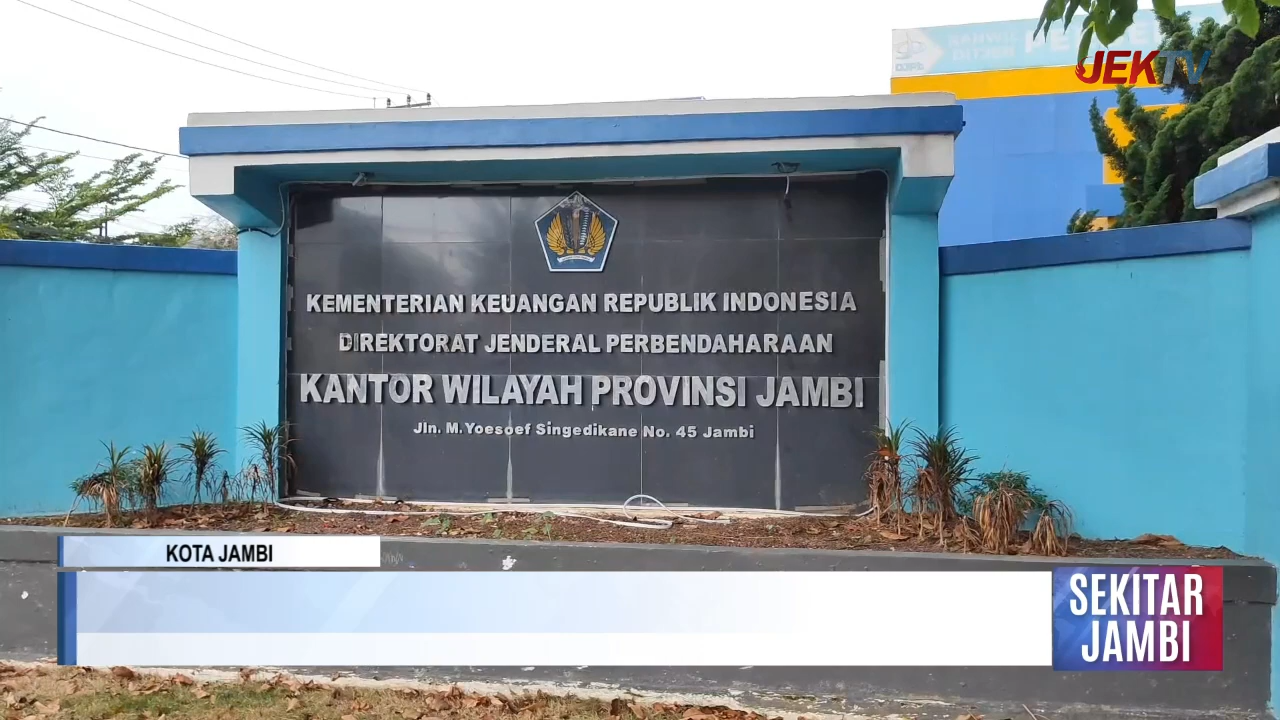 JEKTV
KEMENTERIAN KEUANGAN REPUBLIK INDONESIA
DIREKTORAT JENDERAL PERBENDAHARAAN
KANTOR WILAYAH PROVINSI JAMBI
Jln. M. Yoesoef Singedikane No. 45 Jambi
KOTA JAMBI
SEKITAR
JAMBI